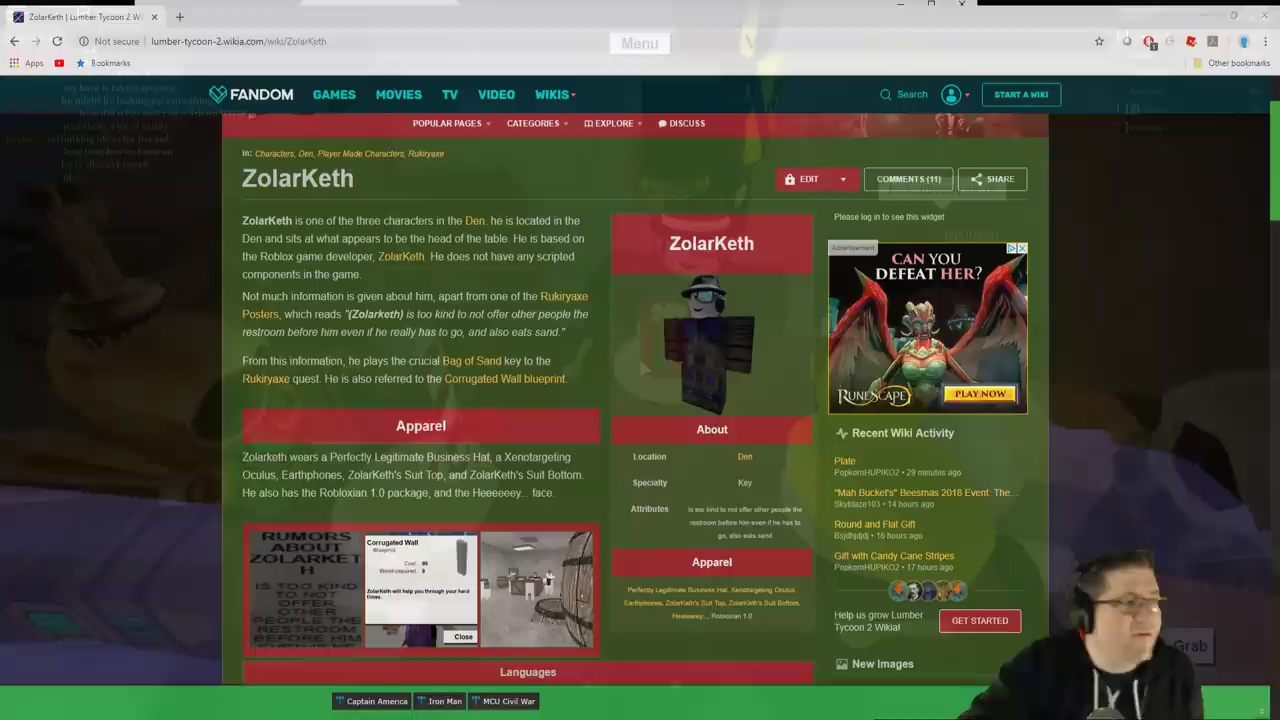 ZolarKeth | Lumber Tycoon 2 W
Menu
Not secure | lumber-tycoon-2.wikia.com/wiki/ZolarKeth
Apps Bookmarks Other bookmarks
FANDOM GAMES MOVIES TV VIDEO WIKIS Search START A WIKI
POPULAR PAGES CATEGORIES EXPLORE DISCUSS
in: Characters, Den, Player Made Characters, Rukiryaxe
ZolarKeth
EDIT COMMENTS (11) SHARE
ZolarKeth is one of the three characters in the Den. he is located in the
Den and sits at what appears to be the head of the table. He is based on
the Roblox game developer, ZolarKeth. He does not have any scripted
components in the game.
Not much information is given about him, apart from one of the Rukiryaxe
Posters, which reads "(Zolarketh) is too kind to not offer other people the
restroom before him even if he really has to go, and also eats sand."
From this information, he plays the crucial Bag of Sand key to the
Rukiryaxe quest. He is also referred to the Corrugated Wall blueprint.
Apparel
Zolarketh wears a Perfectly Legitimate Business Hat, a Xenotargeting
Oculus, Earthphones, ZolarKeth's Suit Top, and ZolarKeth's Suit Bottom.
He also has the Robloxian 1.0 package, and the Heeeeeey... face.
RUMORS
ABOUT
ZOLARKET
H
IS TOO KIND
TO NOT
OFFER OTHER
PEOPLE THE
RESTROOM
BEFORE HIM
Corrugated Wall
Blueprint
ZolarKeth will help you through your hard
times.
Close
Languages
ZolarKeth
About
Location Den
Specialty Key
Attributes Is too kind to not offer other people the
restroom before him even if he has to
go, also eats sand
Apparel
Perfectly Legitimate Business Hat, Xenotargeting Oculus
Earthphones, ZolarKeth's Suit Top, ZolarKeth's Suit Bottom,
Heeeeeey... Robloxian 1.0
Please log in to see this widget
Advertisement
CAN YOU
DEFEAT HER?
RUNESCAPE
PLAY NOW
Recent Wiki Activity
Plate
PopkornHUPIKO2 • 29 minutes ago
"Mah Bucket's" Beesmas 2018 Event: The...
Skyblaze103 • 14 hours ago
Round and Flat Gift
Bsjdhjdjdj • 16 hours ago
Gift with Candy Cane Stripes
PopkornHUPIKO2 • 17 hours ago
Help us grow Lumber
Tycoon 2 Wikia!
GET STARTED
New Images
Grab
Captain America Iron Man MCU Civil War